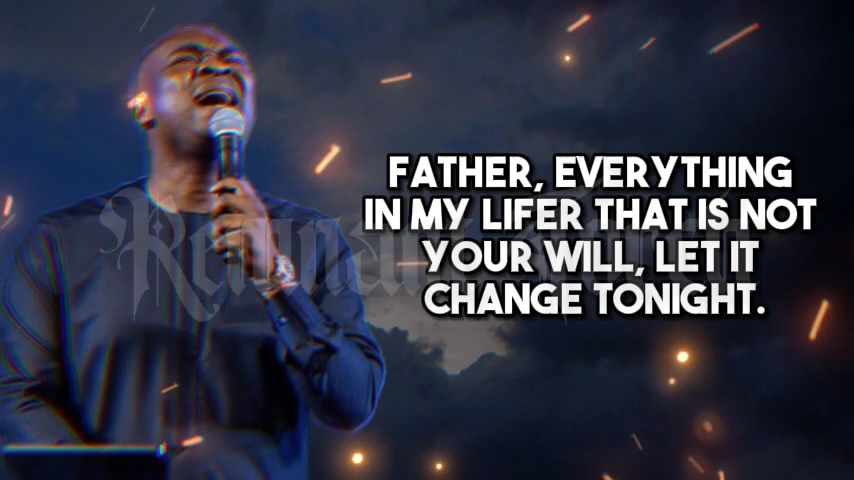 FATHER, EVERYTHING
IN MY LIFER THAT IS NOT
YOUR WILL, LET IT
CHANGE TONIGHT.